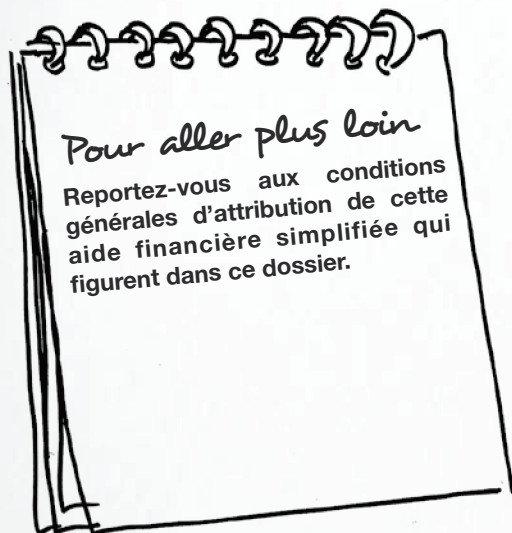 Pour aller plus loin
Reportez-vous aux conditions
générales d'attribution de cette
aide financière simplifiée qui
figurent dans ce dossier.